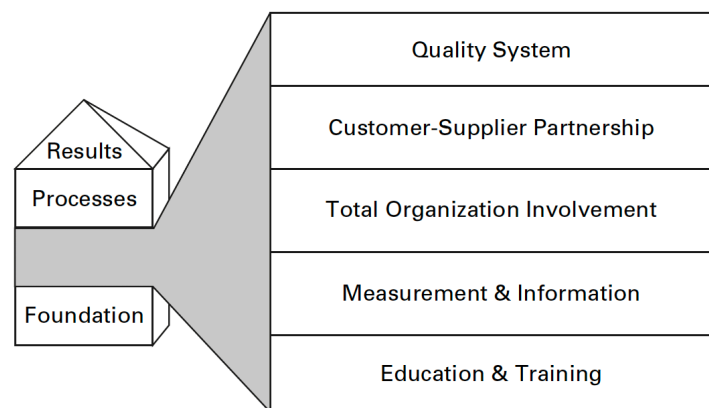 Results
Processes
Foundation
Quality System
Customer-Supplier Partnership
Total Organization Involvement
Measurement & Information
Education & Training